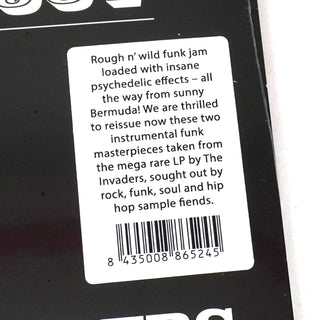 Rough n’ wild funk jam
loaded with insane
psychedelic effects – all
the way from sunny
Bermuda! We are thrilled
to reissue now these two
instrumental funk
masterpieces taken from
the mega rare LP by The
Invaders, sought out by
rock, funk, soul and hip
hop sample fiends.
8 435008 865245